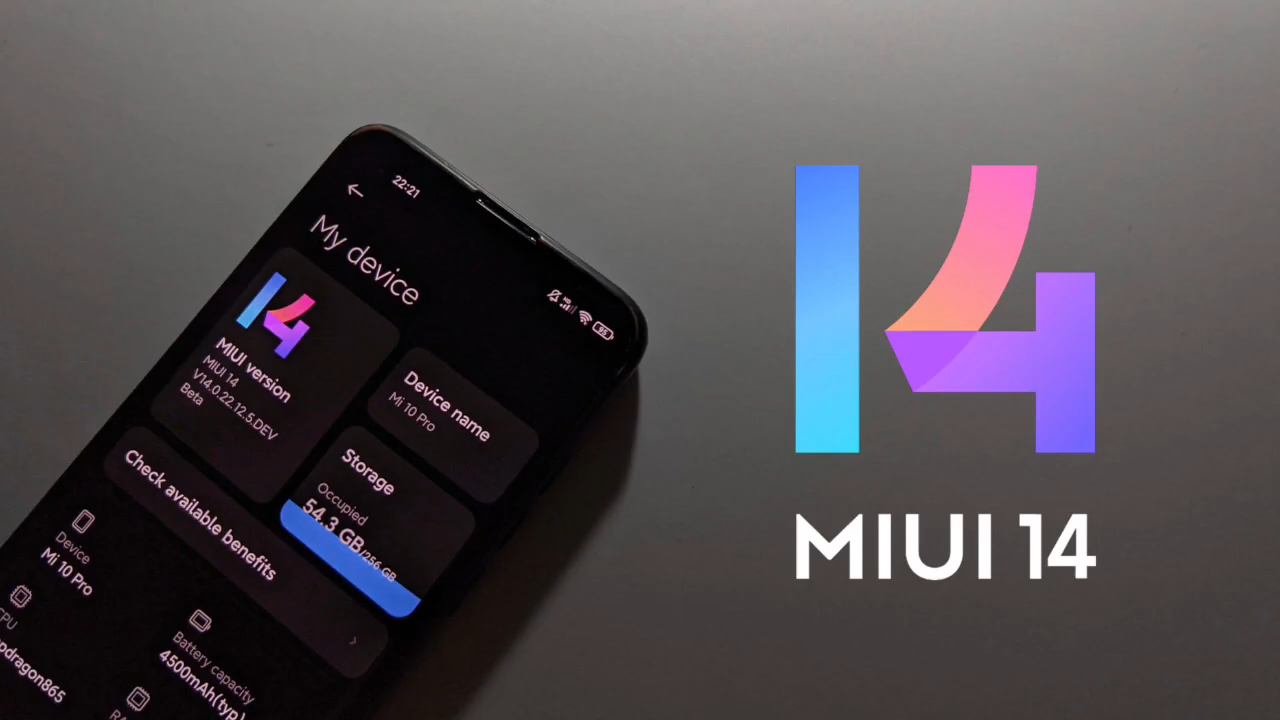 22:21
95
My device
MIUI version
MIUI 14
V14.0.22.12.5.DEV
Beta
Device name
Mi 10 Pro
Storage
Occupied
54.3 GB/256 GB
Check available benefits
Device
Mi 10 Pro
Battery capacity
4500mAh(typ)
14
MIUI 14